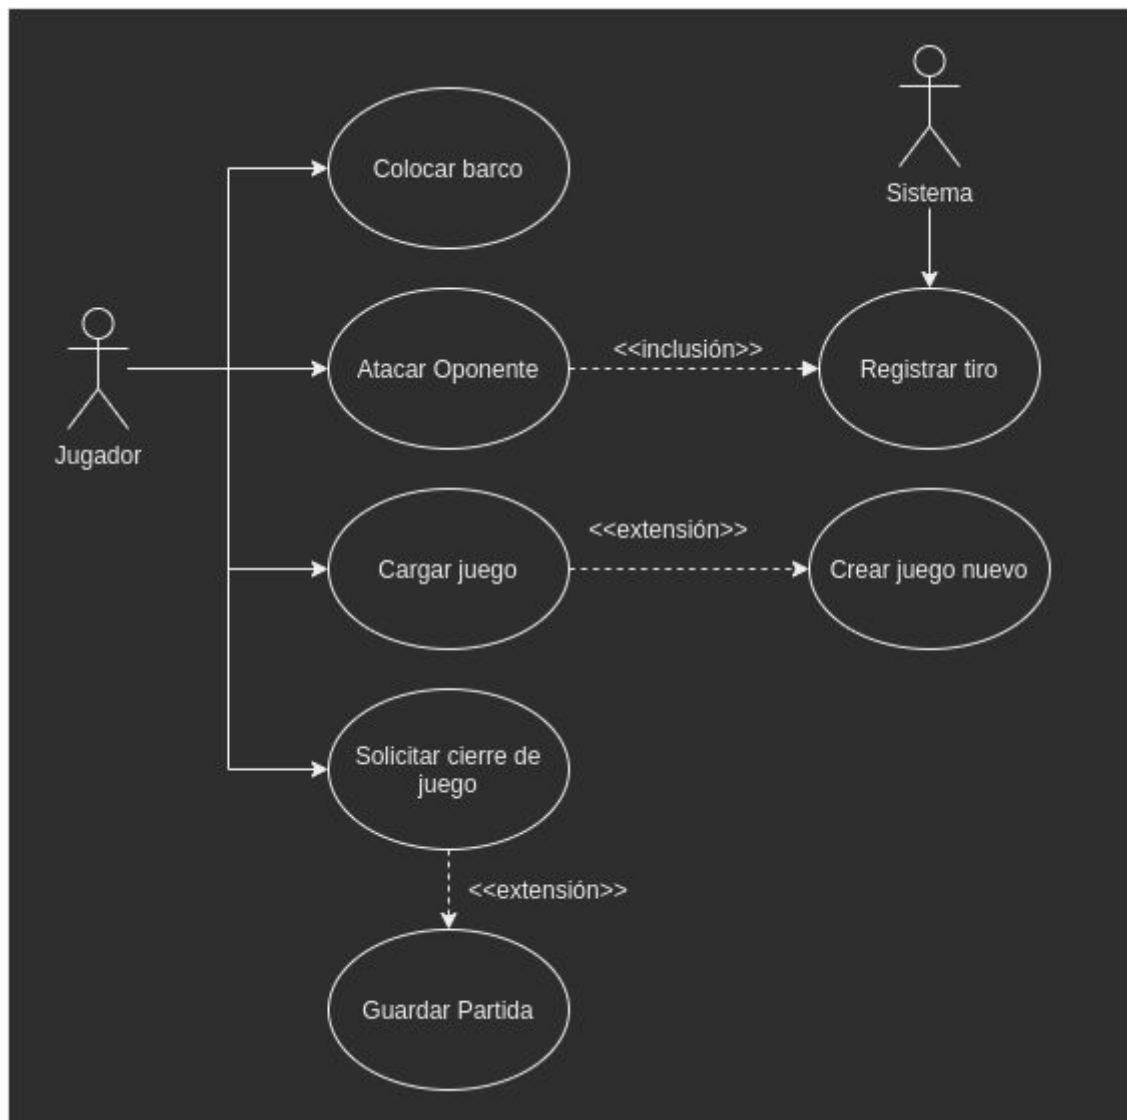 Colocar barco
Sistema
Atacar Oponente
<<inclusión>>
Registrar tiro
Jugador
Cargar juego
<<extensión>>
Crear juego nuevo
Solicitar cierre de
juego
<<extensión>>
Guardar Partida